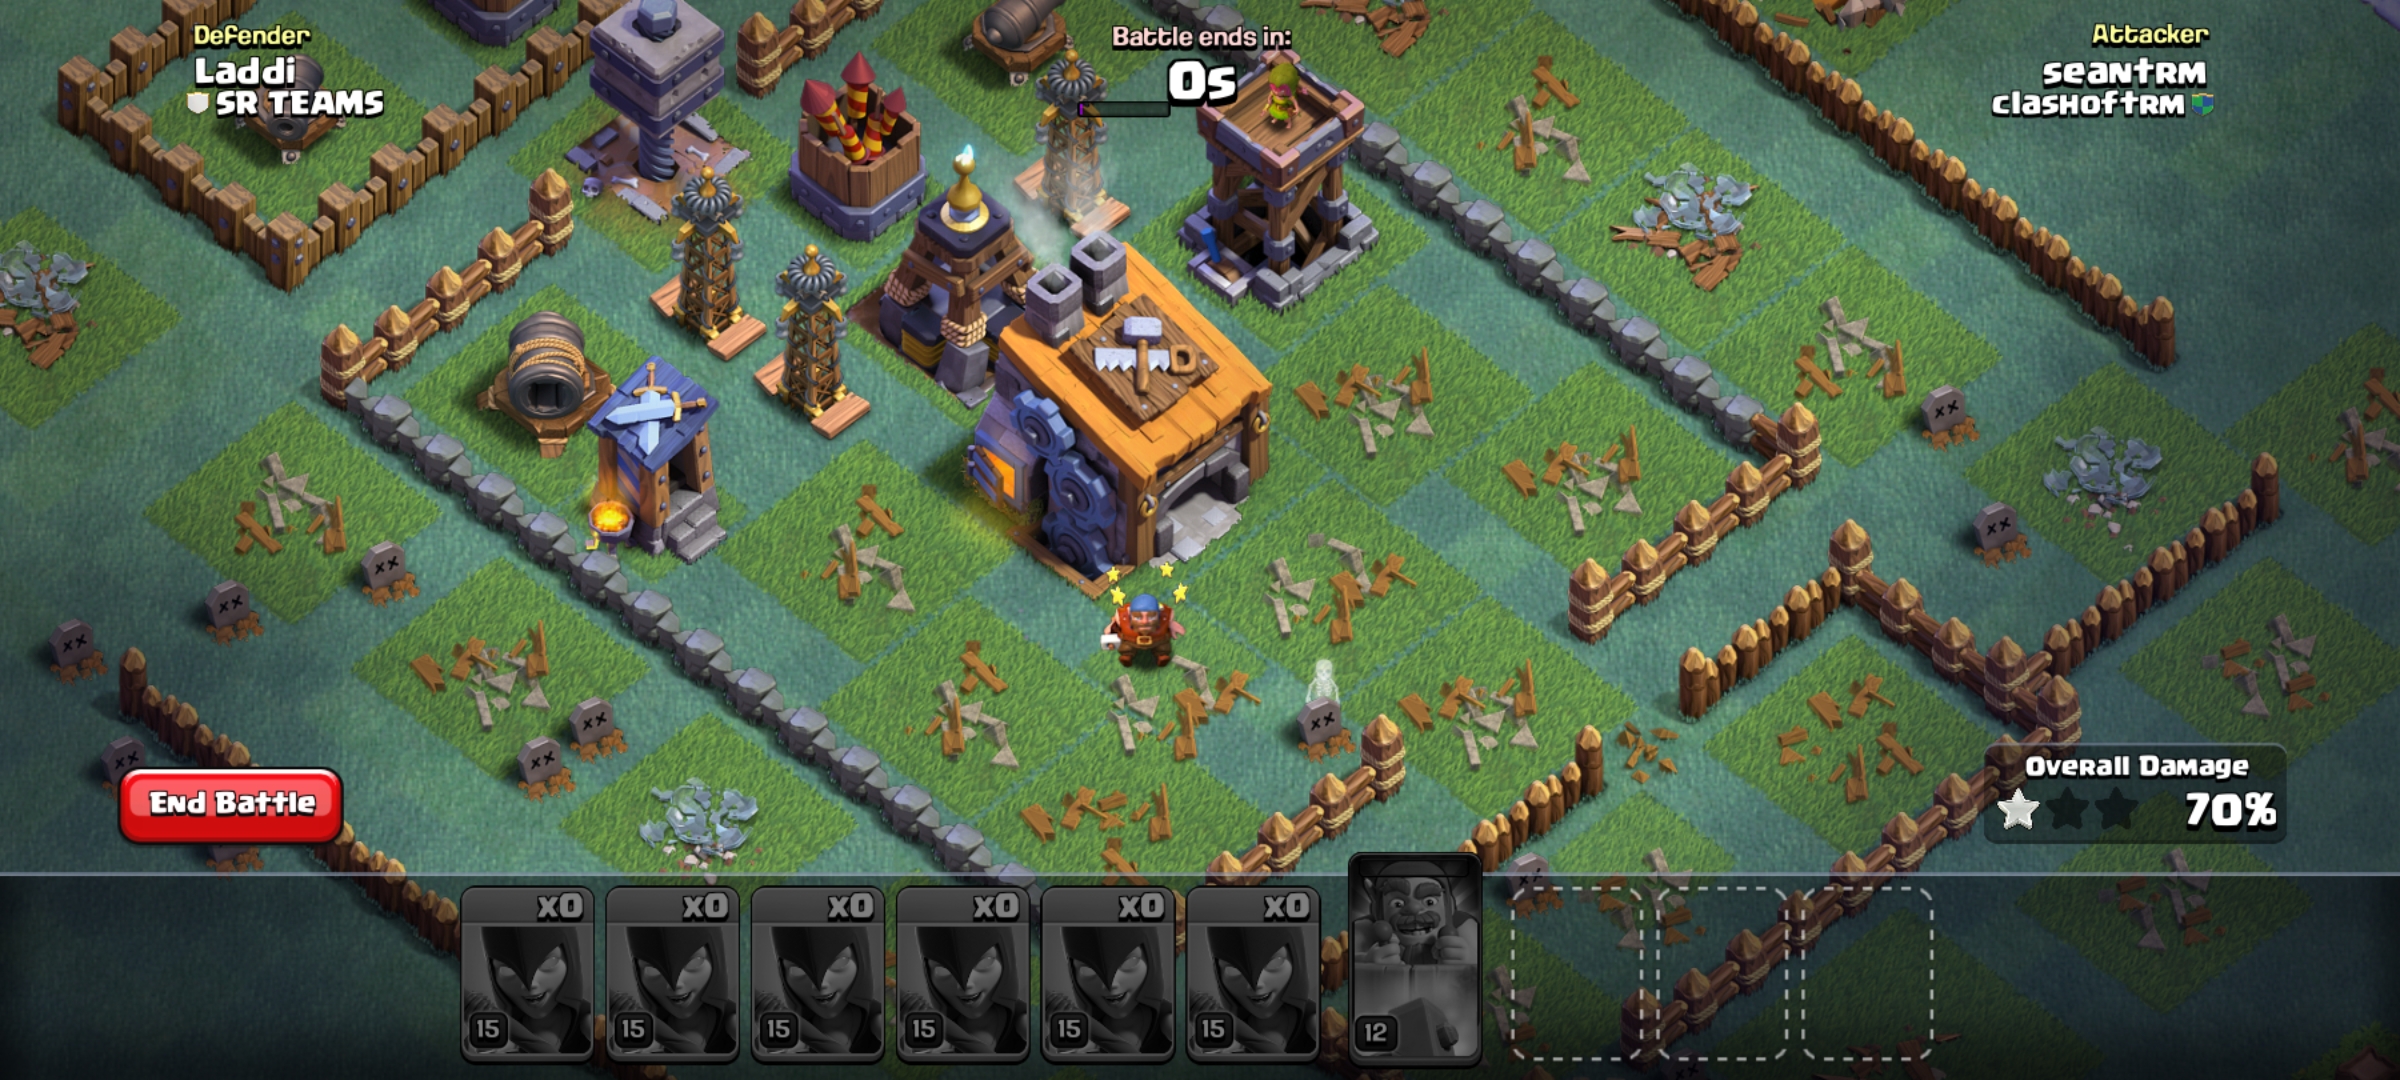 Defender
Laddi
SR TEAMS
Battle ends in:
0s
Attacker
seantRM
clashoftRM
End Battle
Overall Damage
70%
x0
x0
x0
x0
x0
x0
15
15
15
15
15
15
12